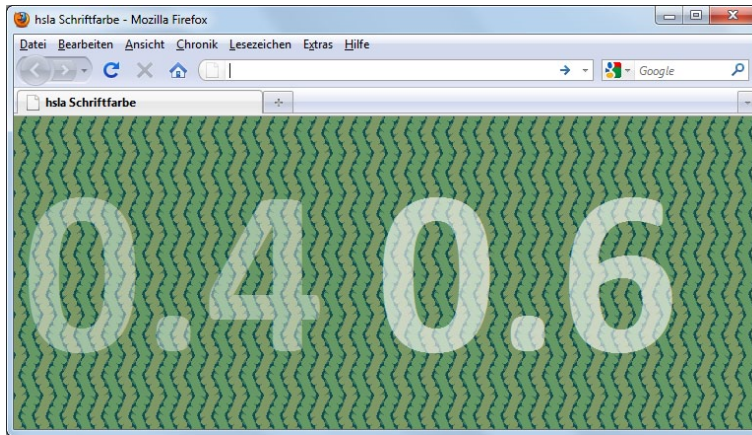 hsla Schriftfarbe - Mozilla Firefox
Datei Bearbeiten Ansicht Chronik Lesezeichen Extras Hilfe
Google
hsla Schriftfarbe
0.4 0.6